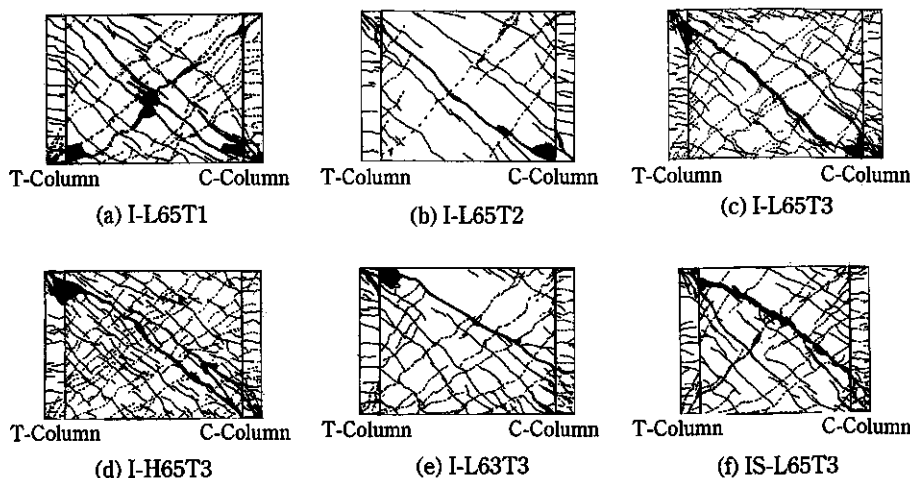 T-Column C-Column T-Column C-Column T-Column C-Column
(a) I-L65T1 (b) I-L65T2 (c) I-L65T3
T-Column C-Column T-Column C-Column T-Column C-Column
(d) I-H65T3 (e) I-L63T3 (f) IS-L65T3